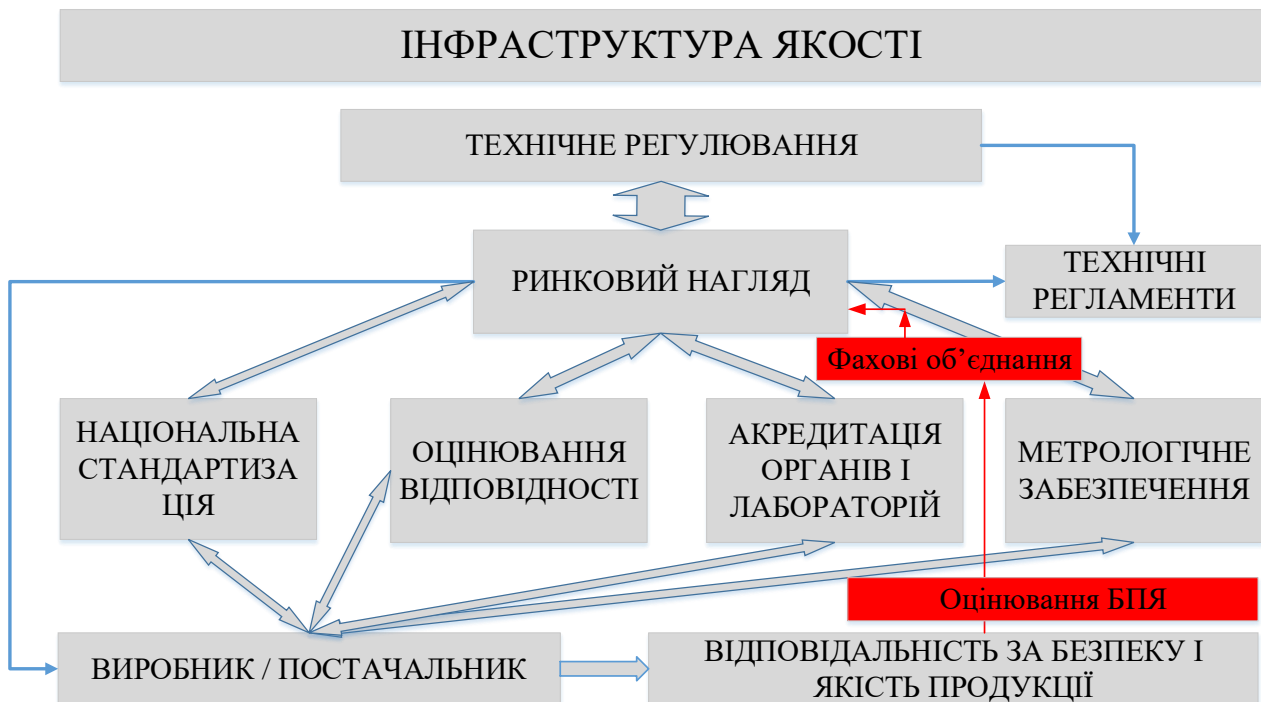 ІНФРАСТРУКТУРА ЯКОСТІ
ТЕХНІЧНЕ РЕГУЛЮВАННЯ
РИНКОВИЙ НАГЛЯД
ТЕХНІЧНІ
РЕГЛАМЕНТИ
Фахові об’єднання
НАЦІОНАЛЬНА
СТАНДАРТИЗА
ЦІЯ
ОЦІНЮВАННЯ
ВІДПОВІДНОСТІ
АКРЕДИТАЦІЯ
ОРГАНІВ І
ЛАБОРАТОРІЙ
МЕТРОЛОГІЧНЕ
ЗАБЕЗПЕЧЕННЯ
Оцінювання БПЯ
ВИРОБНИК / ПОСТАЧАЛЬНИК
ВІДПОВІДАЛЬНІСТЬ ЗА БЕЗПЕКУ І
ЯКІСТЬ ПРОДУКЦІЇ